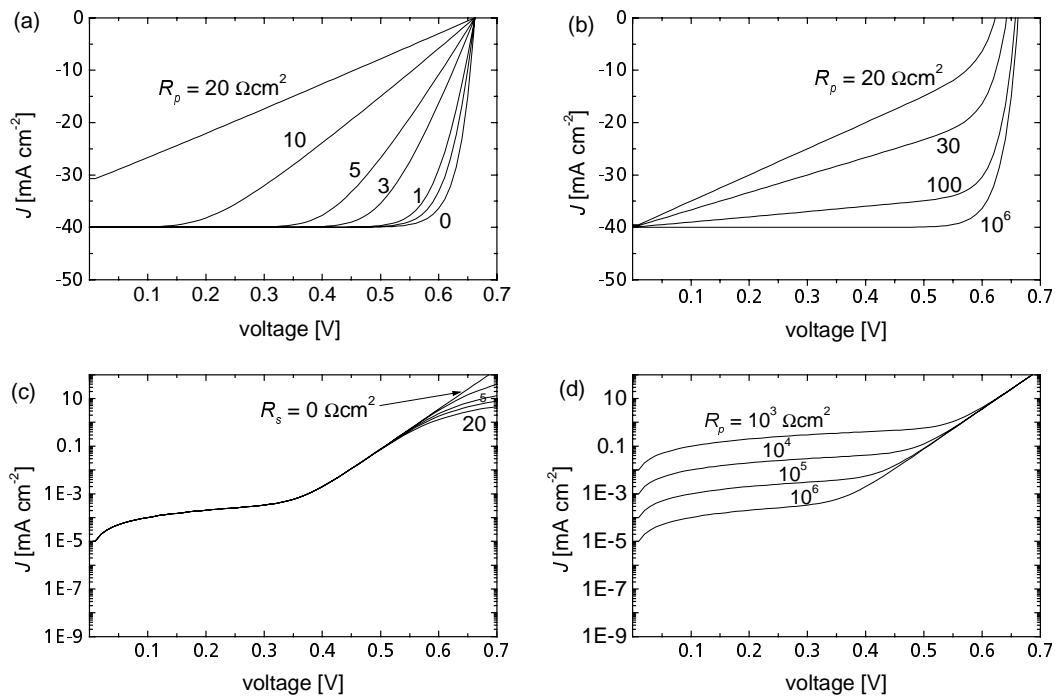 (a)
0
-10
-20
-30
-40
-50
J [mA cm-2)
Rp = 20 Ωcm²
10
5
3
1
0
0.1 0.2 0.3 0.4 0.5 0.6 0.7
voltage [V]
(b)
0
-10
-20
-30
-40
-50
J [mA cm-2)
Rp = 20 Ωcm²
30
100
10⁶
0.1 0.2 0.3 0.4 0.5 0.6 0.7
voltage [V]
(c)
10
0.1
1E-3
1E-5
1E-7
1E-9
J [mA cm-2)
Rs = 0 Ωcm²
5
20
0.1 0.2 0.3 0.4 0.5 0.6 0.7
voltage [V]
(d)
10
0.1
1E-3
1E-5
1E-7
1E-9
J [mA cm-2)
Rp = 10³ Ωcm²
10⁴
10⁵
10⁶
0.1 0.2 0.3 0.4 0.5 0.6 0.7
voltage [V]